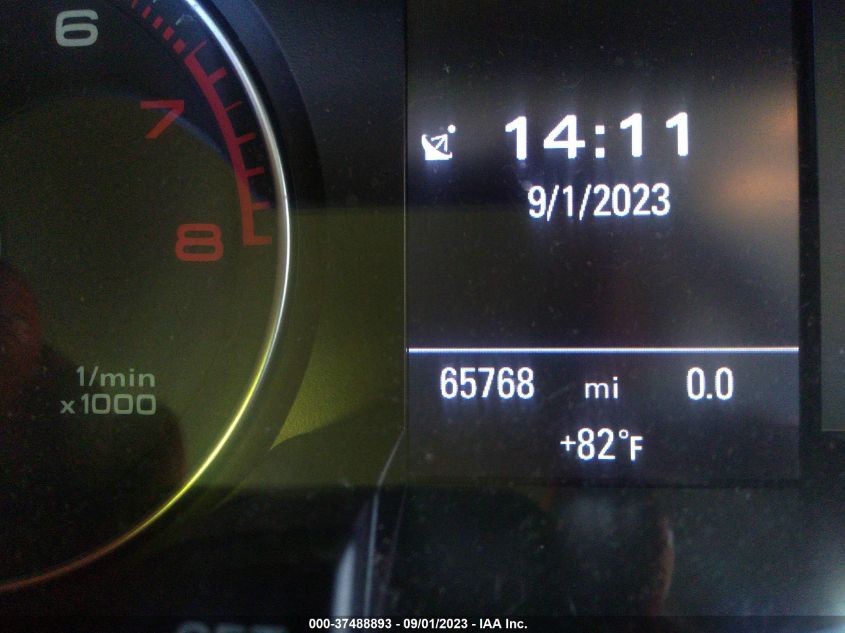 6
7
8
1/min
x1000
14:11
9/1/2023
65768 mi 0.0
+82°F
000-37488893 - 09/01/2023 - IAA Inc.